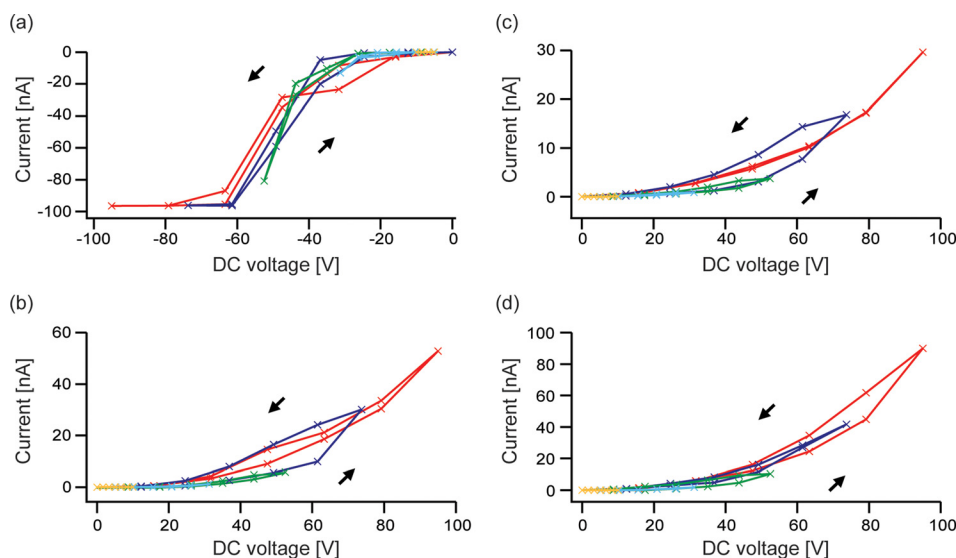 (a)
0
-20
-40
-60
-80
-100
Current [nA]
-100 -80 -60 -40 -20 0
DC voltage [V]
(c)
30
20
10
0
Current [nA]
0 20 40 60 80 100
DC voltage [V]
(b)
60
40
20
0
Current [nA]
0 20 40 60 80 100
DC voltage [V]
(d)
100
80
60
40
20
0
Current [nA]
0 20 40 60 80 100
DC voltage [V]